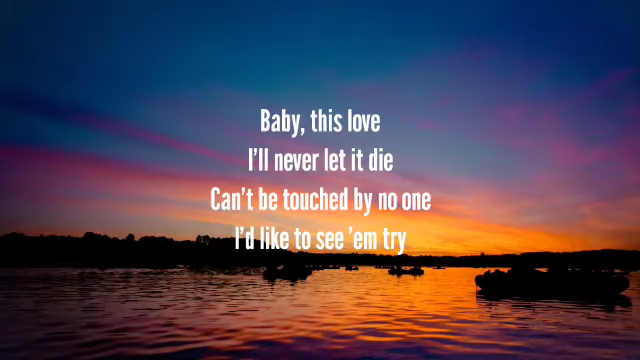 Baby, this love
I'll never let it die
Can't be touched by no one
I'd like to see 'em try